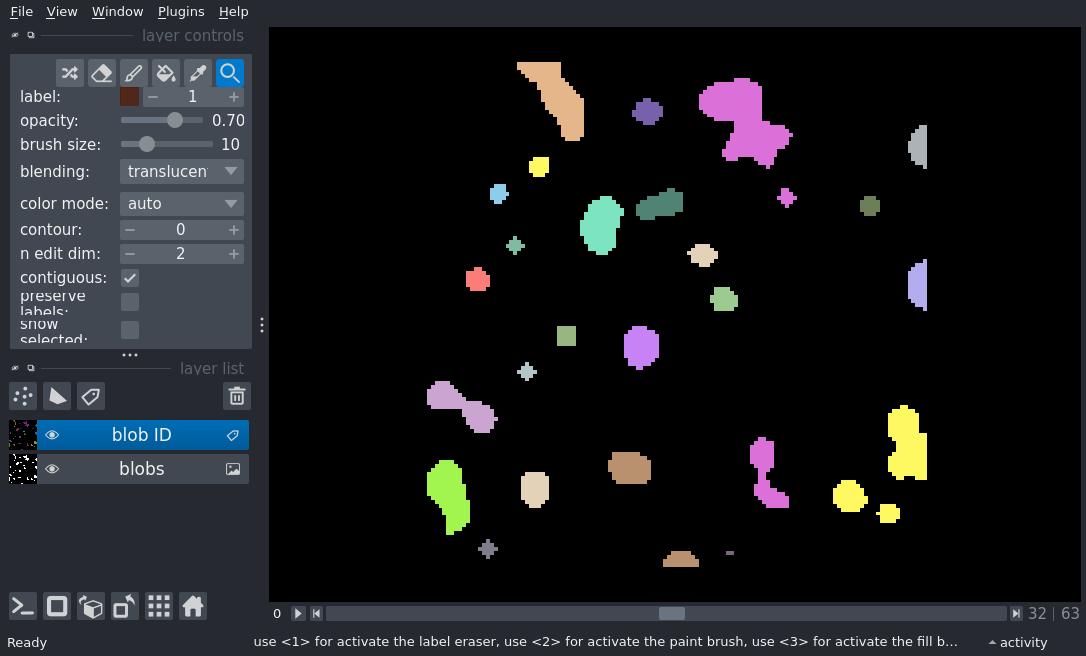 File View Window Plugins Help
layer controls
label: 1
opacity: 0.70
brush size: 10
blending: translucen
color mode: auto
contour: 0
n edit dim: 2
contiguous:
preserve
labels:
show
selected:
layer list
blob ID
blobs
0 32 63
Ready use <1> for activate the label eraser, use <2> for activate the paint brush, use <3> for activate the fill b... activity